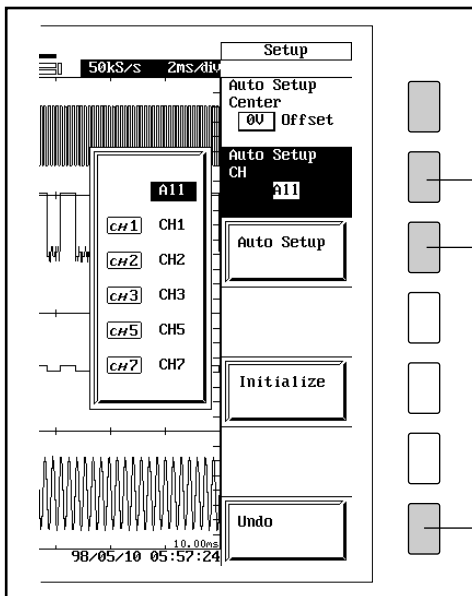 50kS/s 2ms/div
Setup
Auto Setup
Center
0V Offset
Auto Setup
CH
All
Auto Setup
Initialize
Undo
All
CH1 CH1
CH2 CH2
CH3 CH3
CH5 CH5
CH7 CH7
10.00ms
98/05/10 05:57:24